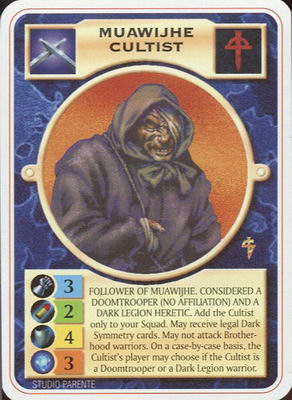 MUAWIJHE
CULTIST
3
2
4
3
FOLLOWER OF MUAWIJHE. CONSIDERED A
DOOMTROOPER (NO AFFILIATION) AND A
DARK LEGION HERETIC. Add the Cultist
only to your Squad. May receive legal Dark
Symmetry cards. May not attack Brother-
hood warriors. On a case-by-case basis, the
Cultist's player may choose if the Cultist is
a Doomtrooper or a Dark Legion warrior.
STUDIO PARENTE